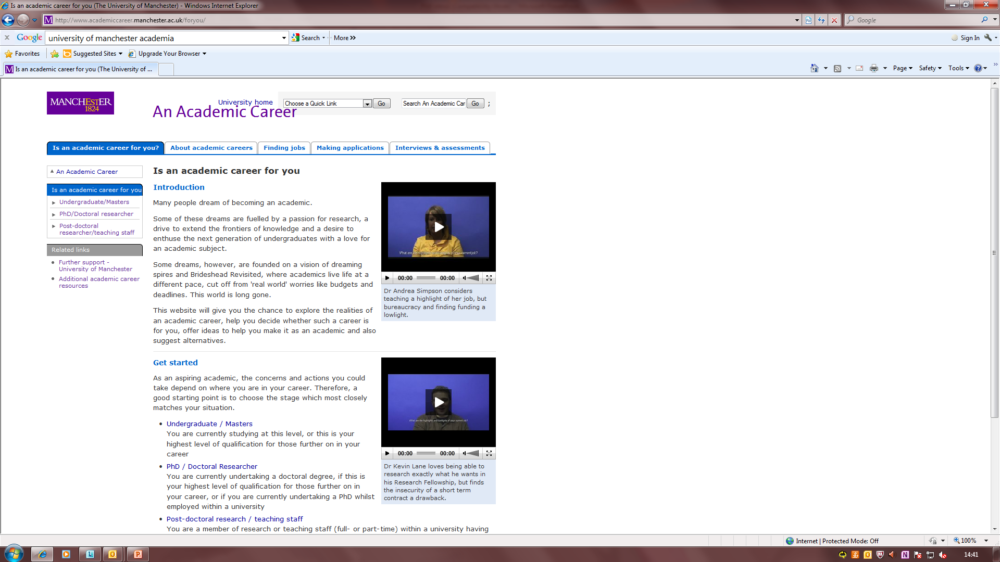 Is an academic career for you (The University of Manchester) - Windows Internet Explorer
http://www.academiccareer.manchester.ac.uk/foryou/
Google
Google university of manchester academia Search More >> Sign In
Favorites Suggested Sites Upgrade Your Browser
Is an academic career for you (The University of ...
Page Safety Tools
MANCHESTER
1824
University home
Choose a Quick Link Go Search An Academic Car Go ;
An Academic Career
Is an academic career for you? About academic careers Finding jobs Making applications Interviews & assessments
An Academic Career
Is an academic career for you
Undergraduate/Masters
PhD/Doctoral researcher
Post-doctoral
researcher/teaching staff
Related links
Further support -
University of Manchester
Additional academic career
resources
Is an academic career for you
Introduction
Many people dream of becoming an academic.
Some of these dreams are fuelled by a passion for research, a
drive to extend the frontiers of knowledge and a desire to
enthuse the next generation of undergraduates with a love for
an academic subject.
Some dreams, however, are founded on a vision of dreaming
spires and Brideshead Revisited, where academics live life at a
different pace, cut off from 'real world' worries like budgets and
deadlines. This world is long gone.
This website will give you the chance to explore the realities of
an academic career, help you decide whether such a career is
for you, offer ideas to help you make it as an academic and also
suggest alternatives.
What are the highlights and lowlights of your current job?
00:00 00:00
Dr Andrea Simpson considers
teaching a highlight of her job, but
bureaucracy and finding funding a
lowlight.
Get started
As an aspiring academic, the concerns and actions you could
take depend on where you are in your career. Therefore, a
good starting point is to choose the stage which most closely
matches your situation.
Undergraduate / Masters
You are currently studying at this level, or this is your
highest level of qualification for those further on in your
career
PhD / Doctoral Researcher
You are currently undertaking a doctoral degree, if this is
your highest level of qualification for those further on in
your career, or if you are currently undertaking a PhD whilst
employed within a university
Post-doctoral research / teaching staff
You are a member of research or teaching staff (full- or part-time) within a university having
What are the highlights and lowlights of your current job?
00:00 00:00
Dr Kevin Lane loves being able to
research exactly what he wants in
his Research Fellowship, but finds
the insecurity of a short term
contract a drawback.
Internet | Protected Mode: Off
100%
14:41